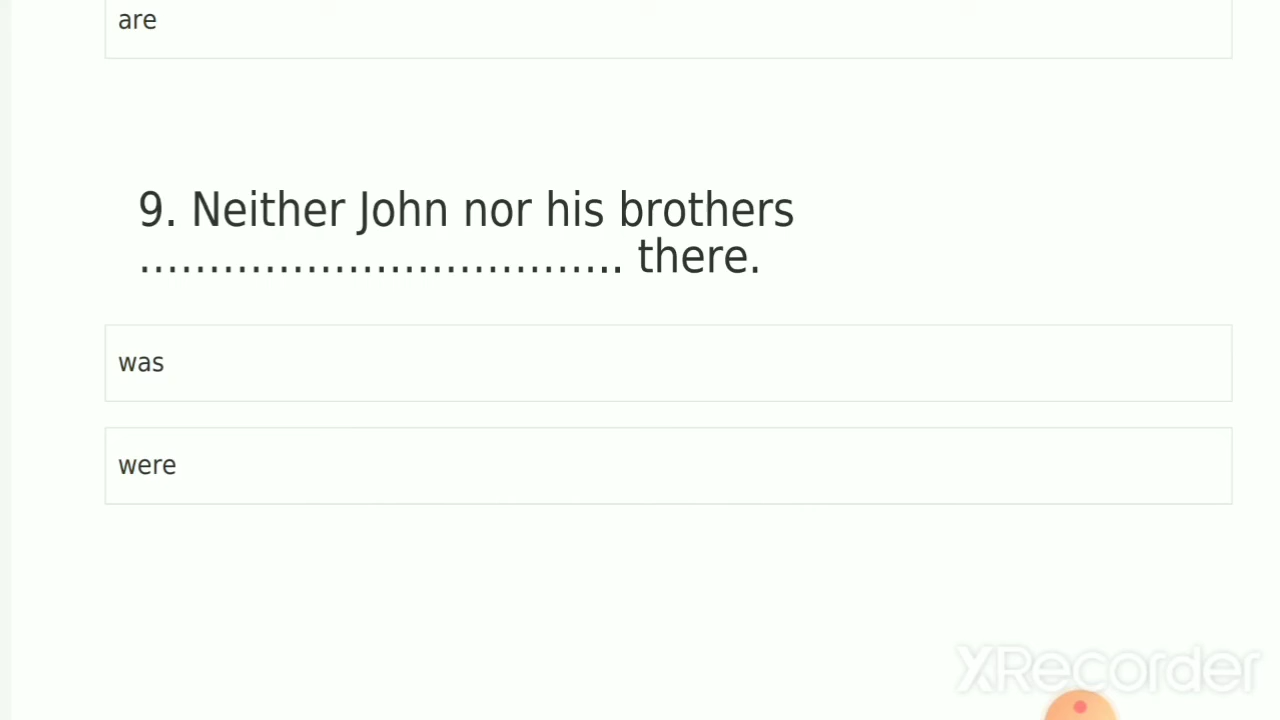 are
9. Neither John nor his brothers
……………………………….. there.
was
were
XRecorder